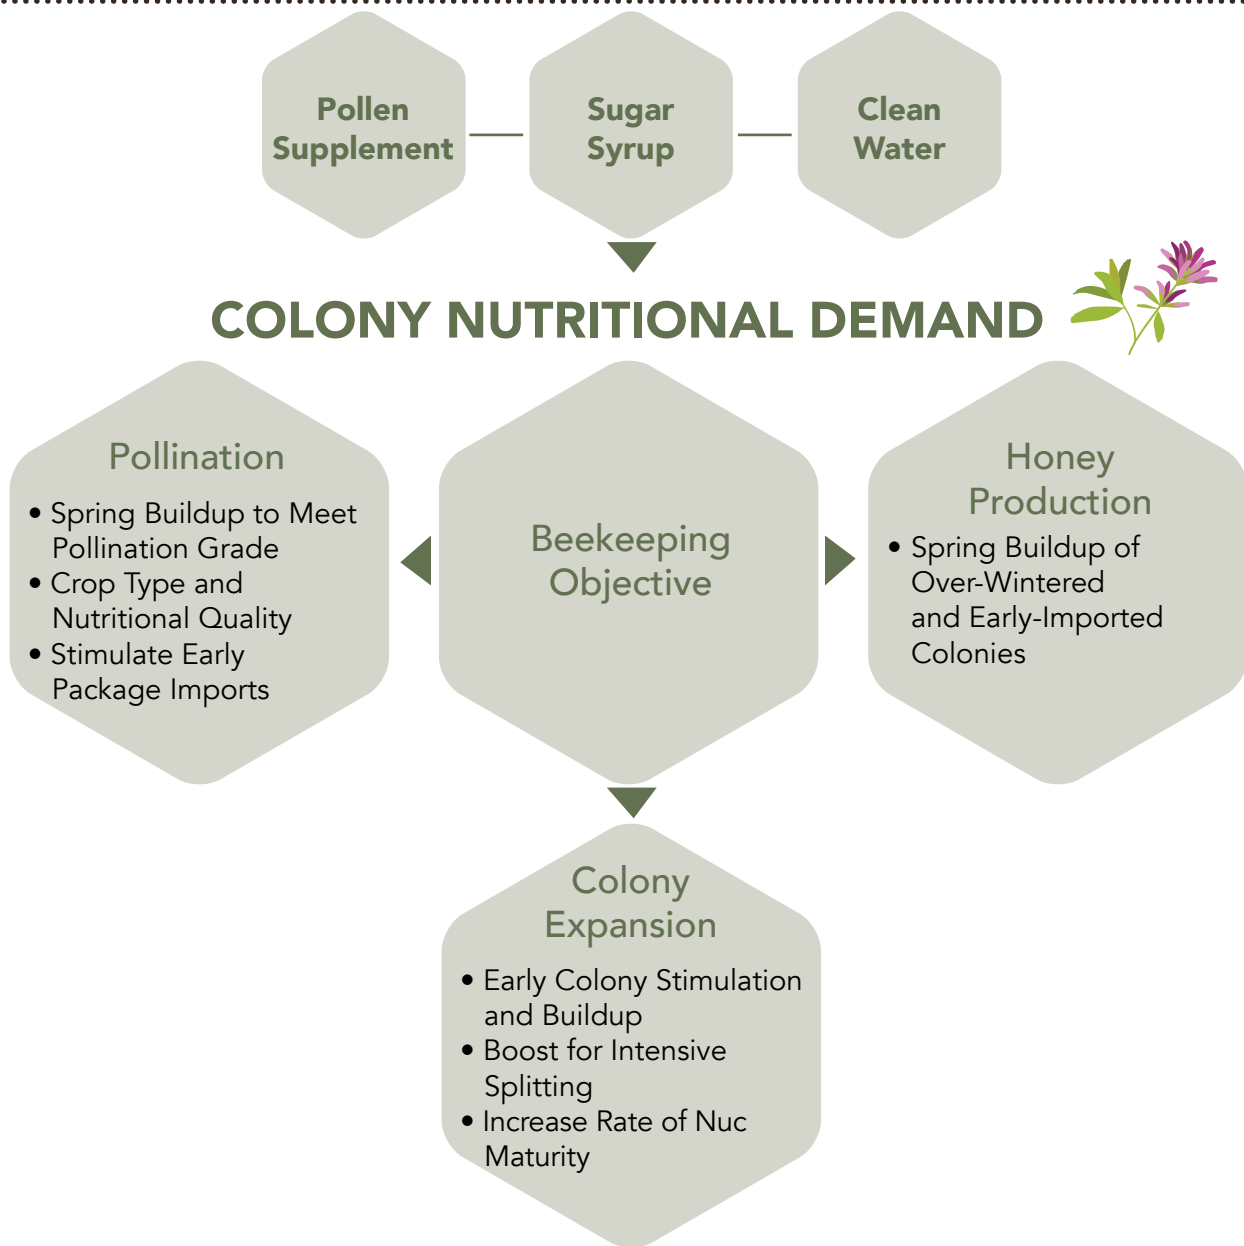 Pollen
Supplement
Sugar
Syrup
Clean
Water
COLONY NUTRITIONAL DEMAND
Pollination
• Spring Buildup to Meet
Pollination Grade
• Crop Type and
Nutritional Quality
• Stimulate Early
Package Imports
Beekeeping
Objective
Honey
Production
• Spring Buildup of
Over-Wintered
and Early-Imported
Colonies
Colony
Expansion
• Early Colony Stimulation
and Buildup
• Boost for Intensive
Splitting
• Increase Rate of Nuc
Maturity